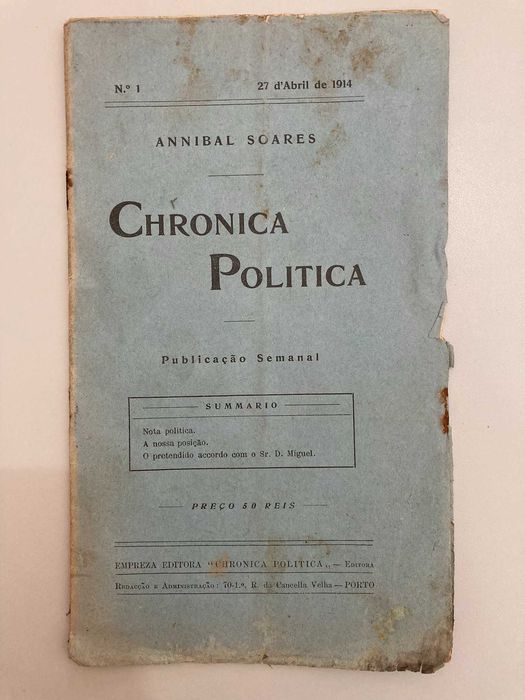 N.º 1 27 d'Abril de 1914
ANNIBAL SOARES
CHRONICA
POLITICA
Publicação Semanal
SUMMARIO
Nota politica.
A nossa posição.
O pretendido accordo com o Sr. D. Miguel.
PREÇO 50 REIS
EMPREZA EDITORA "CHRONICA POLITICA„ — EDITORA
REDACÇÃO E ADMINISTRAÇÃO: 70-1.º, R. da Cancella Velha — PORTO